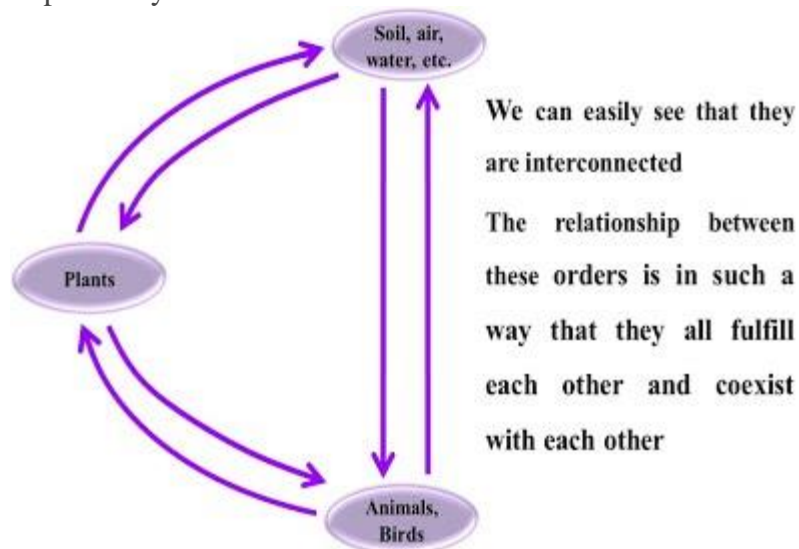 Soil, air,
water, etc.
We can easily see that they
are interconnected
The relationship between
these orders is in such a
way that they all fulfill
each other and coexist
with each other
Plants
Animals,
Birds